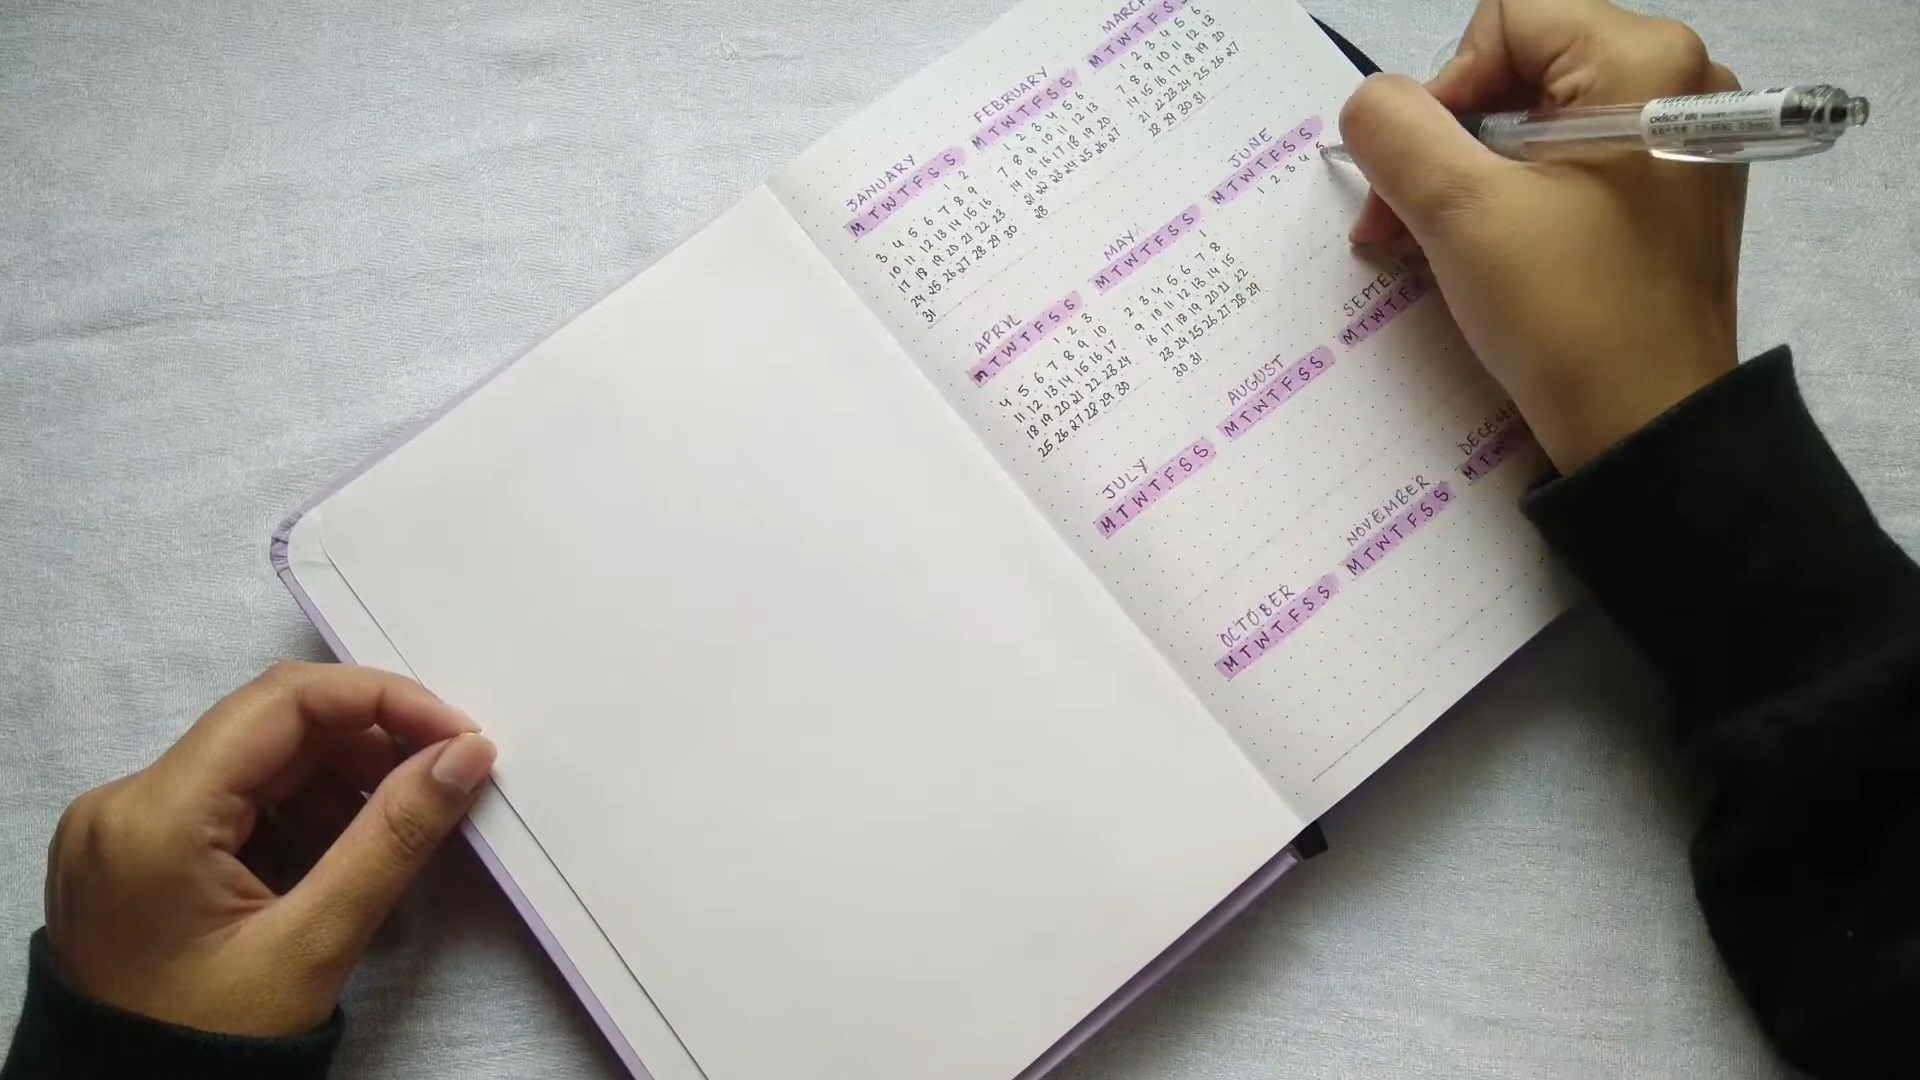 JANUARY
M T W T F S S
1 2
3 4 5 6 7 8 9
10 11 12 13 14 15 16
17 18 19 20 21 22 23
24 25 26 27 28 29 30
31
FEBRUARY
M T W T F S S
1 2 3 4 5 6
7 8 9 10 11 12 13
14 15 16 17 18 19 20
21 22 23 24 25 26 27
28
MARCH
M T W T F S S
1 2 3 4 5 6
7 8 9 10 11 12 13
14 15 16 17 18 19 20
21 22 23 24 25 26 27
28 29 30 31
APRIL
M T W T F S S
1 2 3
4 5 6 7 8 9 10
11 12 13 14 15 16 17
18 19 20 21 22 23 24
25 26 27 28 29 30
MAY
M T W T F S S
1
2 3 4 5 6 7 8
9 10 11 12 13 14 15
16 17 18 19 20 21 22
23 24 25 26 27 28 29
30 31
JUNE
M T W T F S S
1 2 3 4 5
JULY
M T W T F S S
AUGUST
M T W T F S S
SEPTEM
M T W T F
OCTOBER
M T W T F S S
NOVEMBER
M T W T F S S
DECEM
M T W